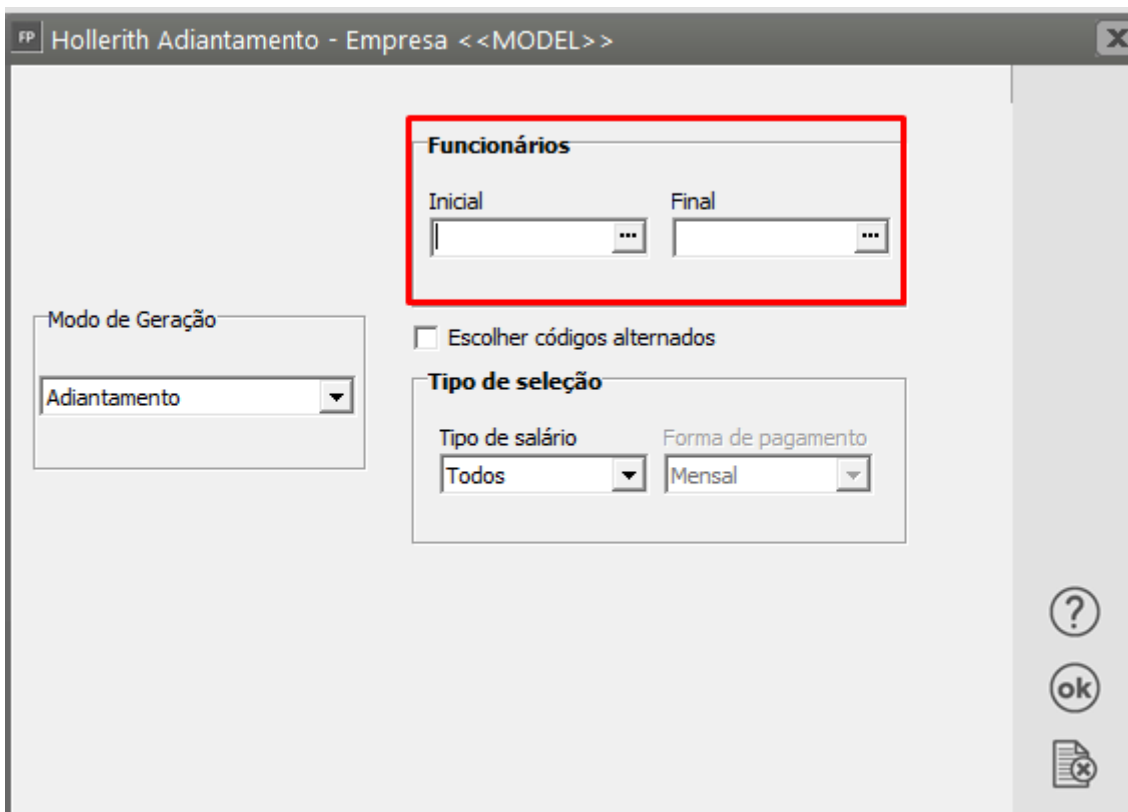 FP Hollerith Adiantamento - Empresa <<MODEL>>
Funcionários
Inicial Final
... ...
Modo de Geração
Adiantamento
Escolher códigos alternados
Tipo de seleção
Tipo de salário Forma de pagamento
Todos Mensal
?
ok